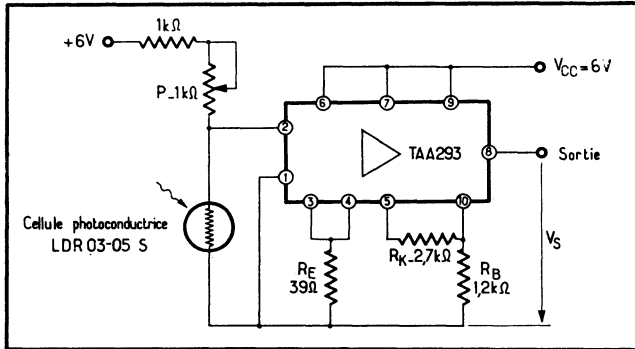 1kΩ
+6V
P_1kΩ
VCC = 6V
6
7
9
2
TAA293
8
Sortie
1
3
4
5
10
Cellule photoconductrice
LDR 03-05 S
RE
39Ω
RK_2,7kΩ
RB
1,2kΩ
VS